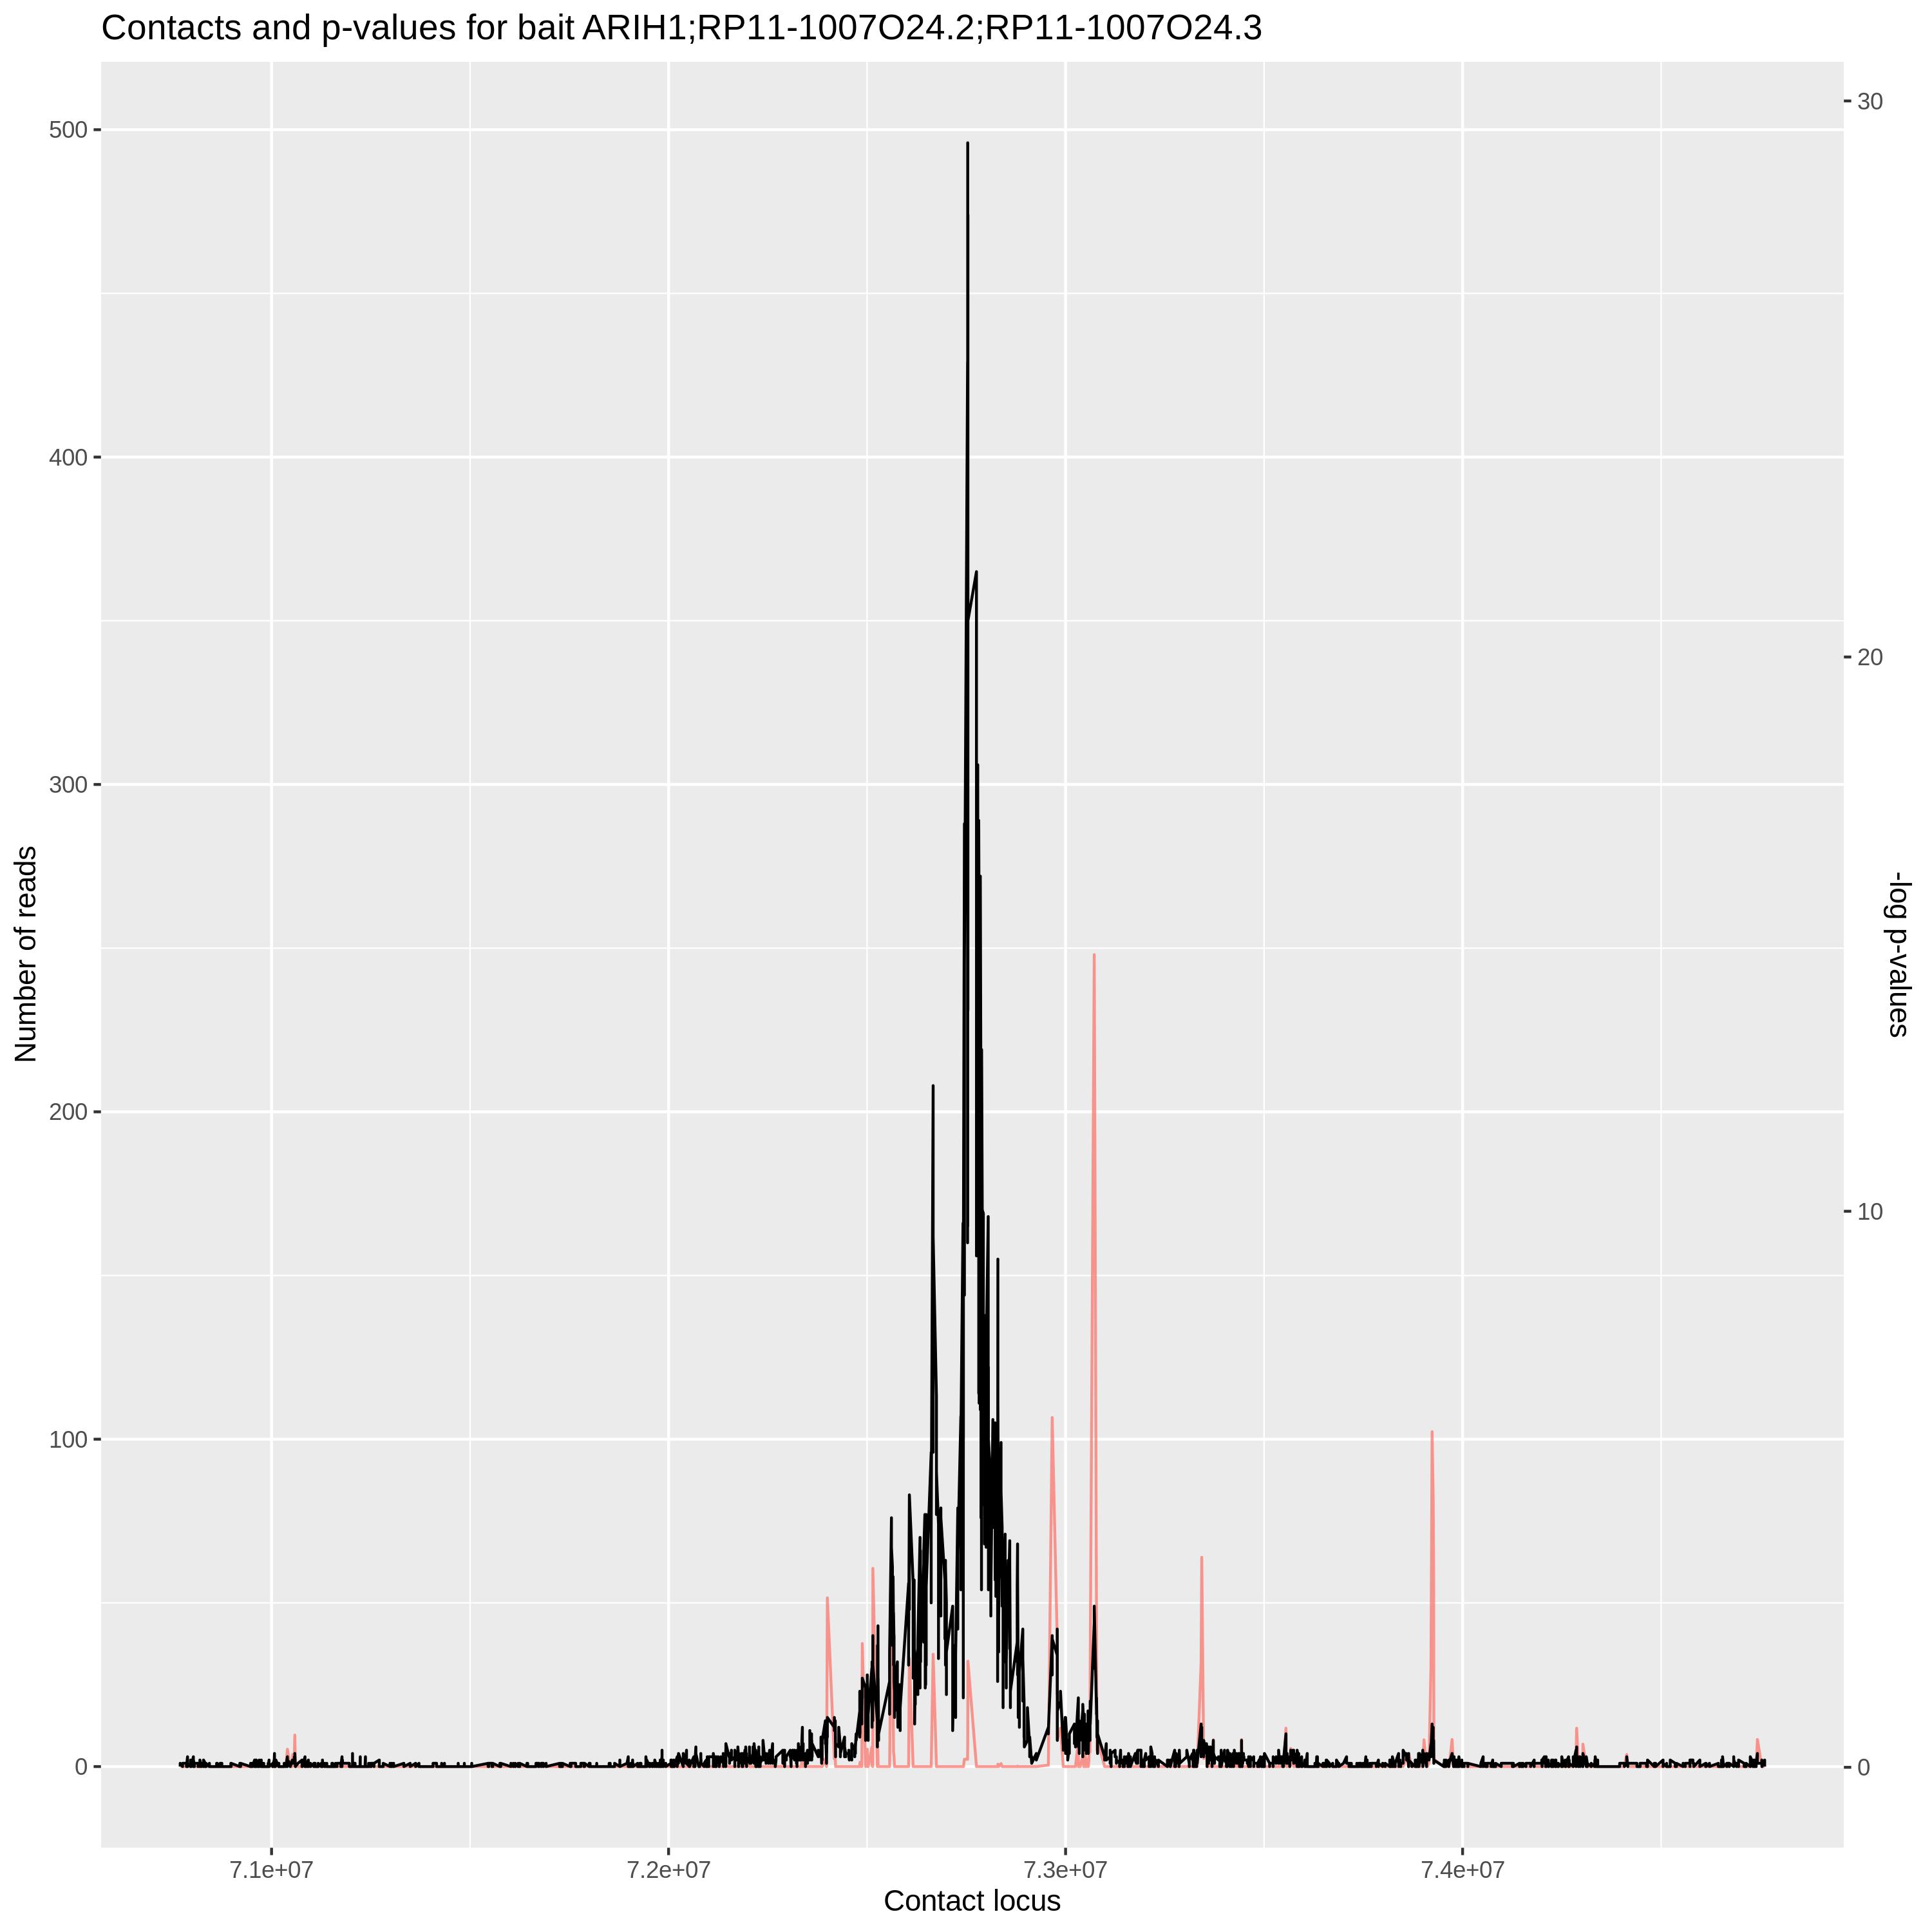 Contacts and p-values for bait ARIH1;RP11-1007O24.2;RP11-1007O24.3
500
400
300
200
100
0
Number of reads
30
20
10
0
-log p-values
7.1e+07
7.2e+07
7.3e+07
7.4e+07
Contact locus